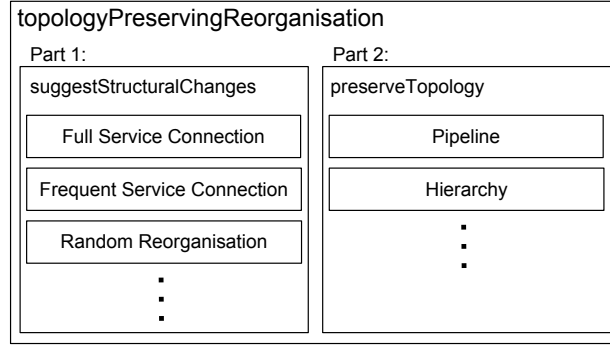 topologyPreservingReorganisation
Part 1:
suggestStructuralChanges
Full Service Connection
Frequent Service Connection
Random Reorganisation
Part 2:
preserveTopology
Pipeline
Hierarchy